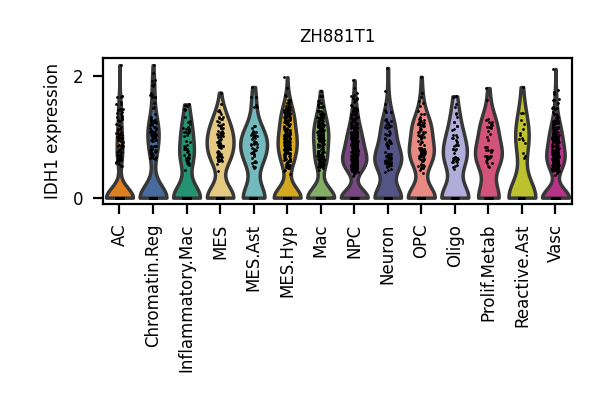 ZH881T1
IDH1 expression
2
0
AC
Chromatin.Reg
Inflammatory.Mac
MES
MES.Ast
MES.Hyp
Mac
NPC
Neuron
OPC
Oligo
Prolif.Metab
Reactive.Ast
Vasc